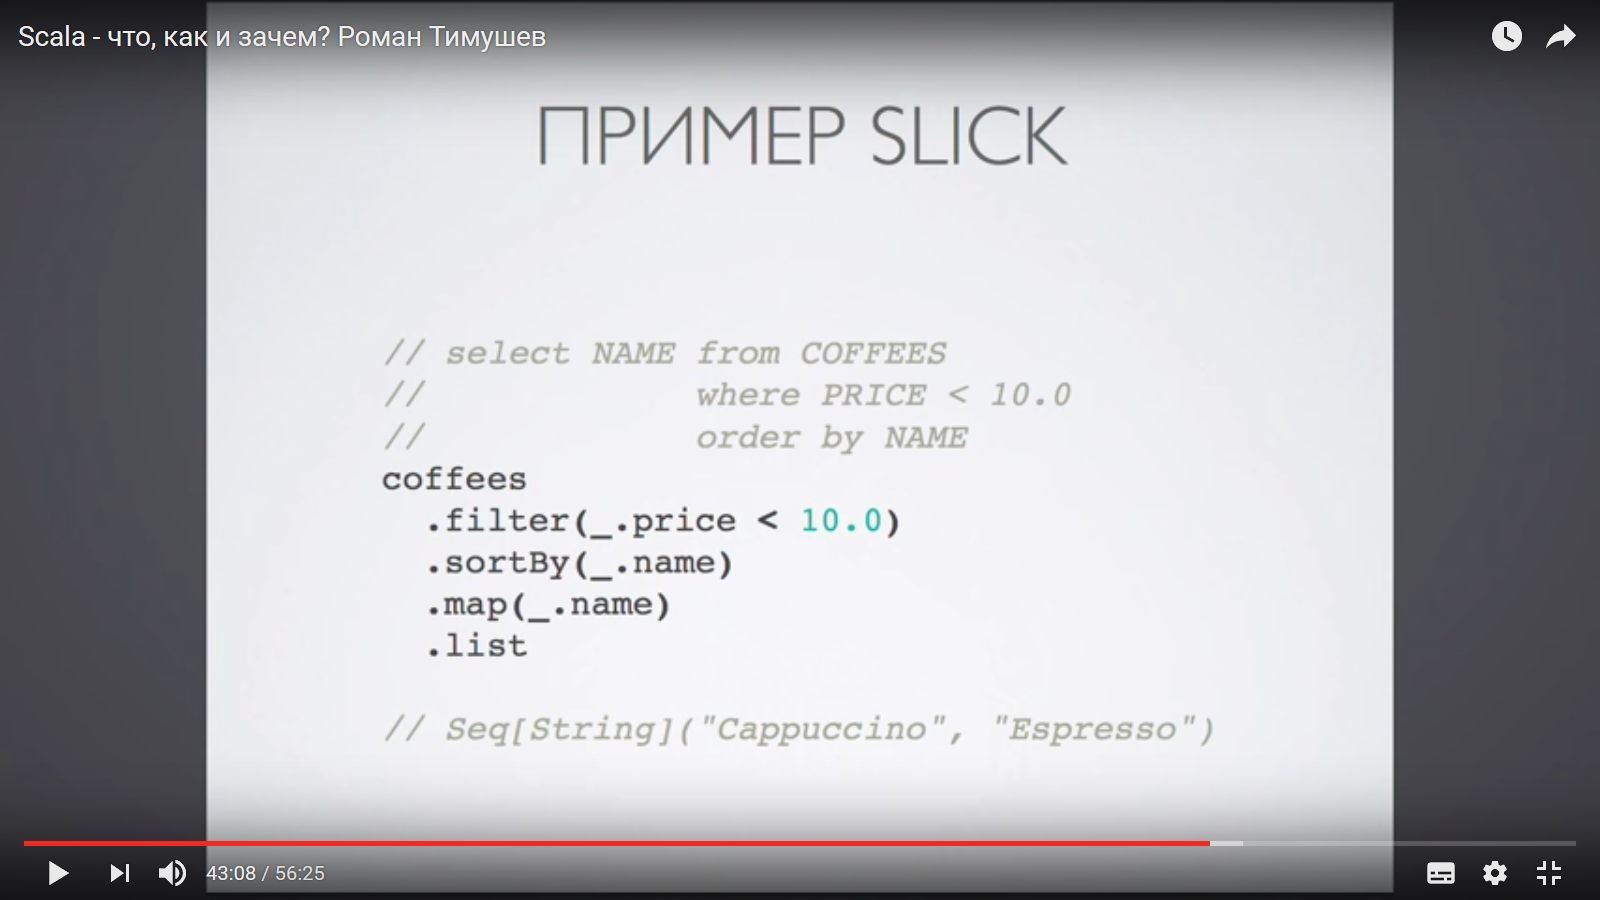 Scala - что, как и зачем? Роман Тимушев
ПРИМЕР SLICK
// select NAME from COFFEES
//             where PRICE < 10.0
//             order by NAME
coffees
  .filter(_.price < 10.0)
  .sortBy(_.name)
  .map(_.name)
  .list
// Seq[String]("Cappuccino", "Espresso")
43:08 / 56:25